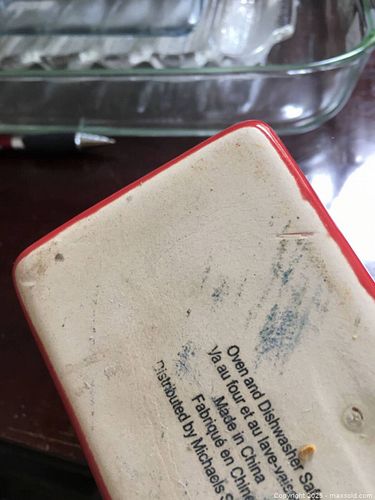 Oven and Dishwasher Saf
Va au four et au lave-vais
Made in China
Fabriqué en Chine
Distributed by Michaels
Copyright 2025 - maxsold.com